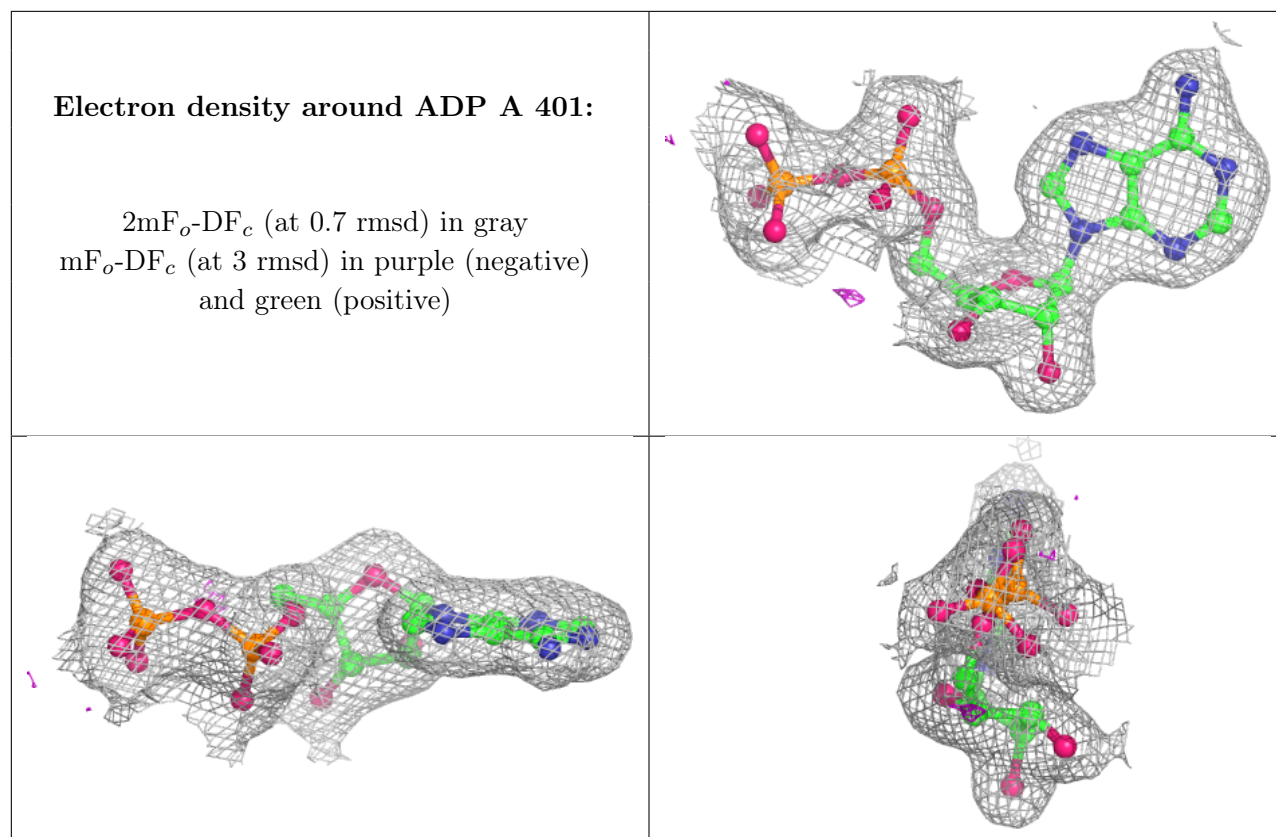 Electron density around ADP A 401:
2mFo-DFc (at 0.7 rmsd) in gray
mFo-DFc (at 3 rmsd) in purple (negative)
and green (positive)